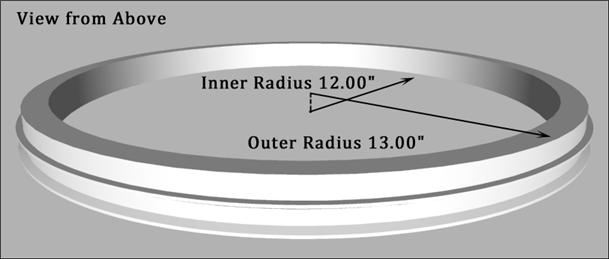 View from Above
Inner Radius 12.00"
Outer Radius 13.00"